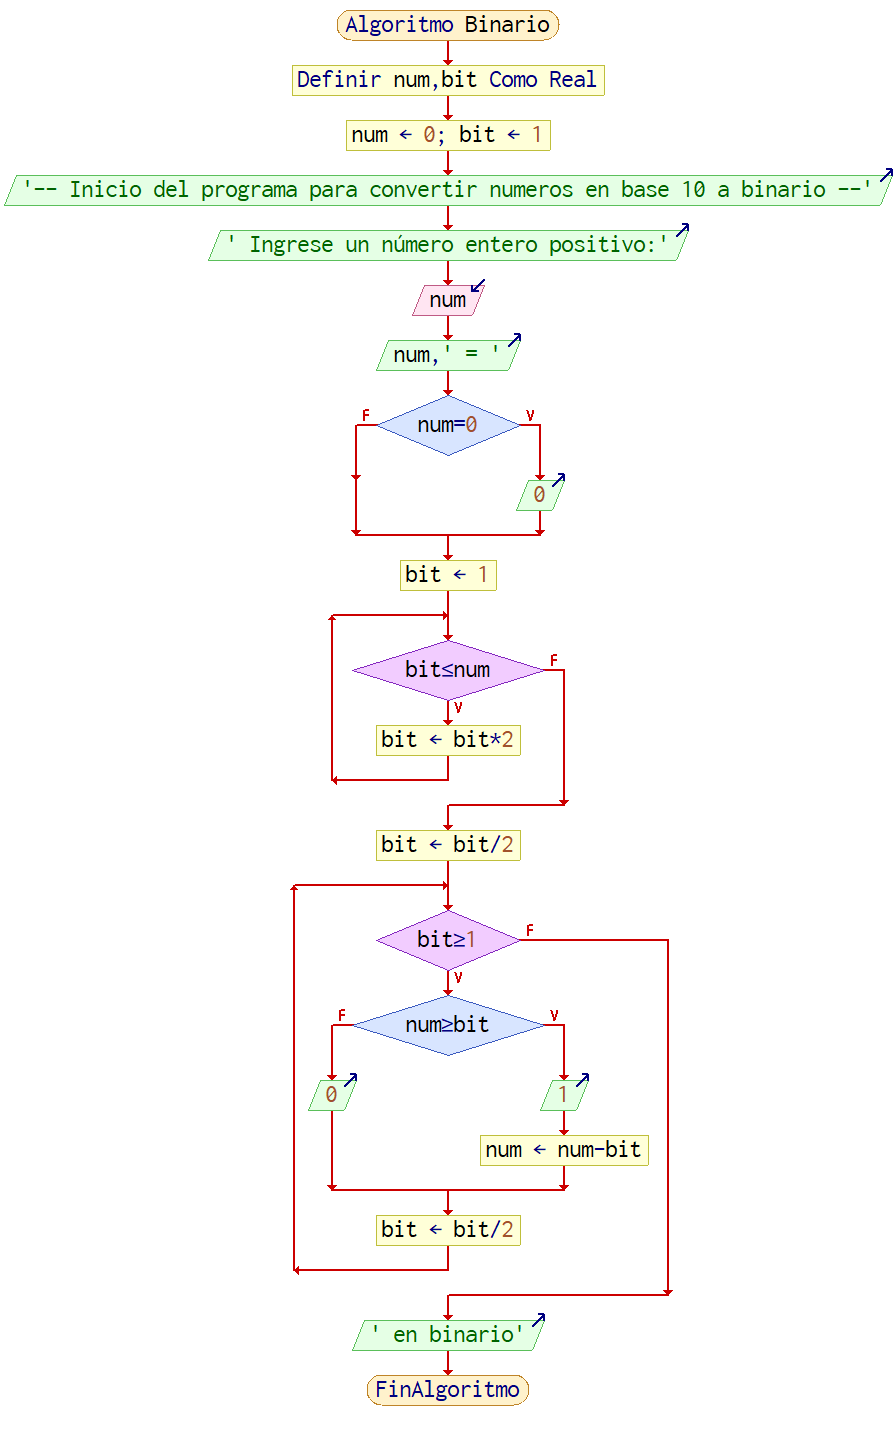 Algoritmo Binario
Definir num,bit Como Real
num ← 0; bit ← 1
'-- Inicio del programa para convertir numeros en base 10 a binario --'
' Ingrese un número entero positivo:'
num
num,' = '
F
V
num=0
0
bit ← 1
bit≤num
F
V
bit ← bit*2
bit ← bit/2
bit≥1
F
V
F
V
num≥bit
0
1
num ← num-bit
bit ← bit/2
' en binario'
FinAlgoritmo